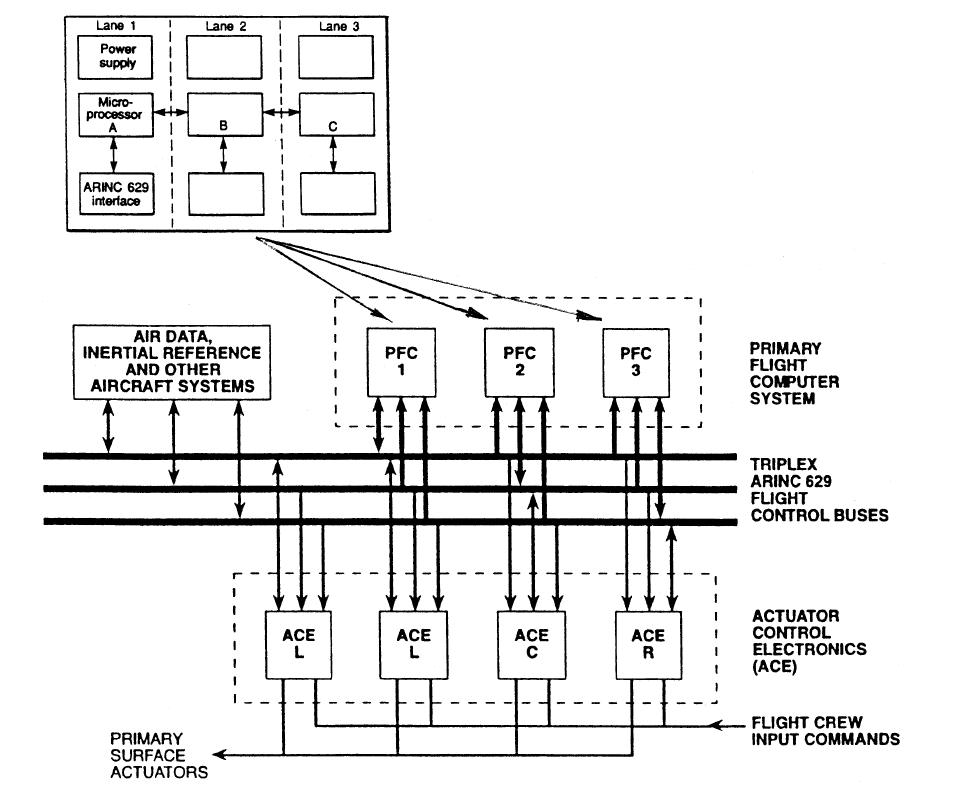 Lane 1
Lane 2
Lane 3
Power
supply
Micro-
processor
A
B
C
ARINC 629
interface
AIR DATA,
INERTIAL REFERENCE
AND OTHER
AIRCRAFT SYSTEMS
PFC
1
PFC
2
PFC
3
PRIMARY
FLIGHT
COMPUTER
SYSTEM
TRIPLEX
ARINC 629
FLIGHT
CONTROL BUSES
ACE
L
ACE
L
ACE
C
ACE
R
ACTUATOR
CONTROL
ELECTRONICS
(ACE)
FLIGHT CREW
INPUT COMMANDS
PRIMARY
SURFACE
ACTUATORS